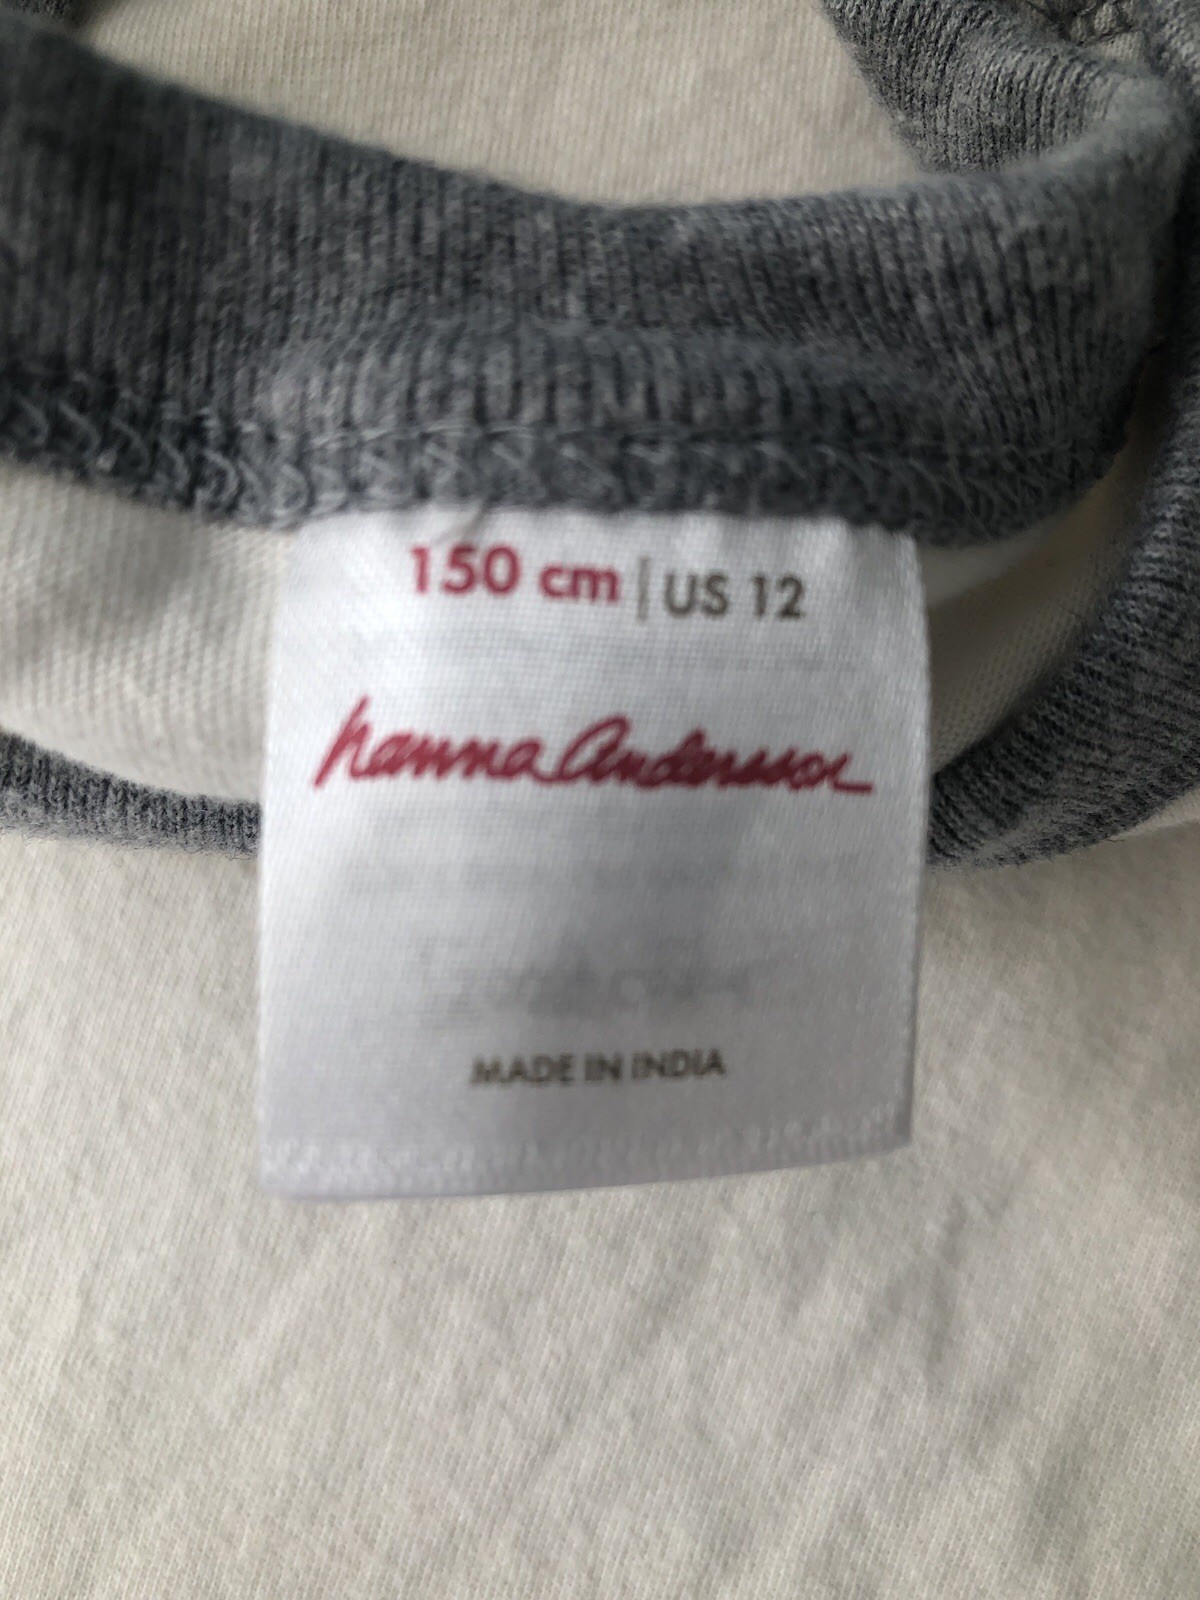 150 cm | US 12
hanna Andersson
MADE IN INDIA